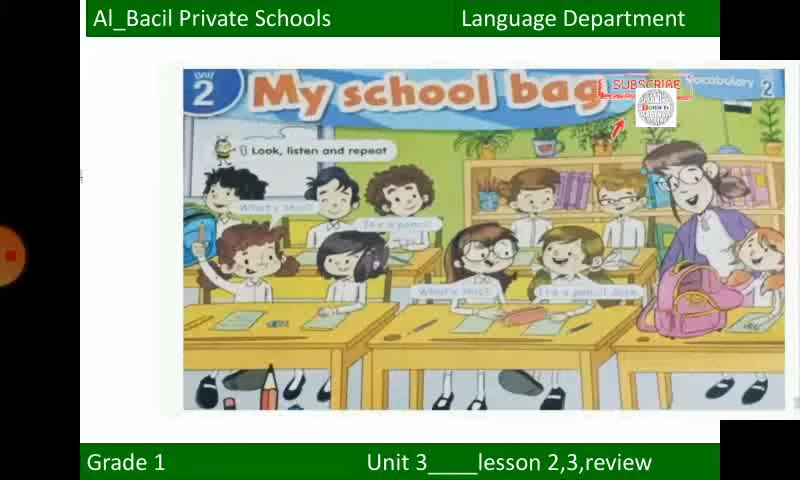 Al_Bacil Private Schools
Language Department
Unit 2
My school bag
SUBSCRIBE
Vocabulary 2
1 Look, listen and repeat
What's this?
It's a pencil
What's this?
It's a pencil case
Grade 1
Unit 3____lesson 2,3,review